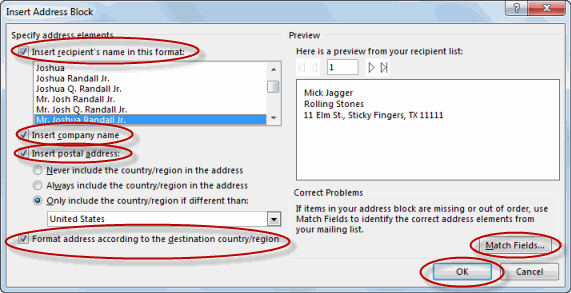 Insert Address Block
Specify address elements
Insert recipient's name in this format:
Joshua
Joshua Randall Jr.
Joshua Q. Randall Jr.
Mr. Josh Randall Jr.
Mr. Josh Q. Randall Jr.
Mr. Joshua Randall Jr.
Insert company name
Insert postal address:
Never include the country/region in the address
Always include the country/region in the address
Only include the country/region if different than:
United States
Format address according to the destination country/region
Preview
Here is a preview from your recipient list:
1
Mick Jagger
Rolling Stones
11 Elm St., Sticky Fingers, TX 11111
Correct Problems
If items in your address block are missing or out of order, use
Match Fields to identify the correct address elements from
your mailing list.
Match Fields...
OK
Cancel